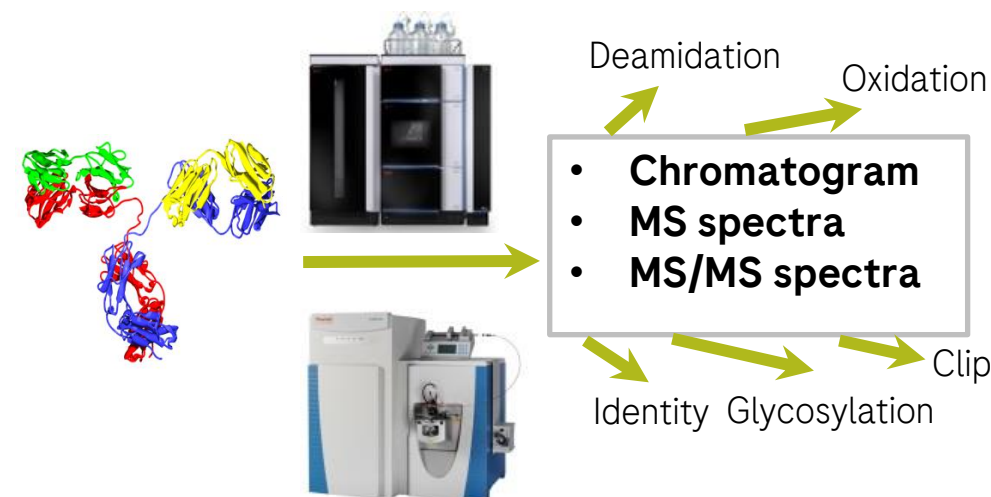 Deamidation
Oxidation
• Chromatogram
• MS spectra
• MS/MS spectra
Clip
Identity Glycosylation